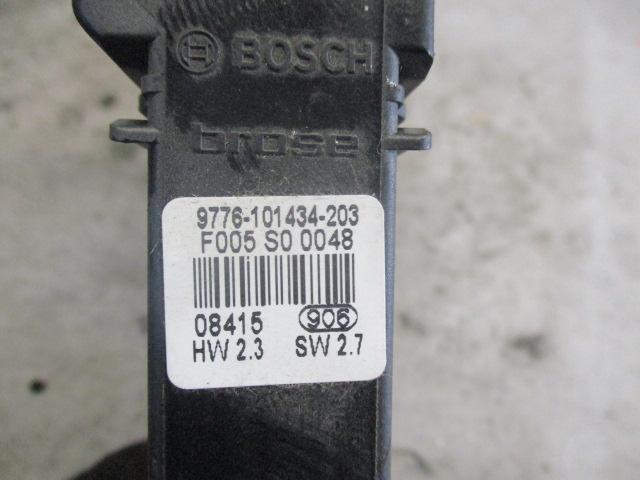 BOSCH
brose
9776-101434-203
F005 S0 0048
08415 906
HW 2.3 SW 2.7